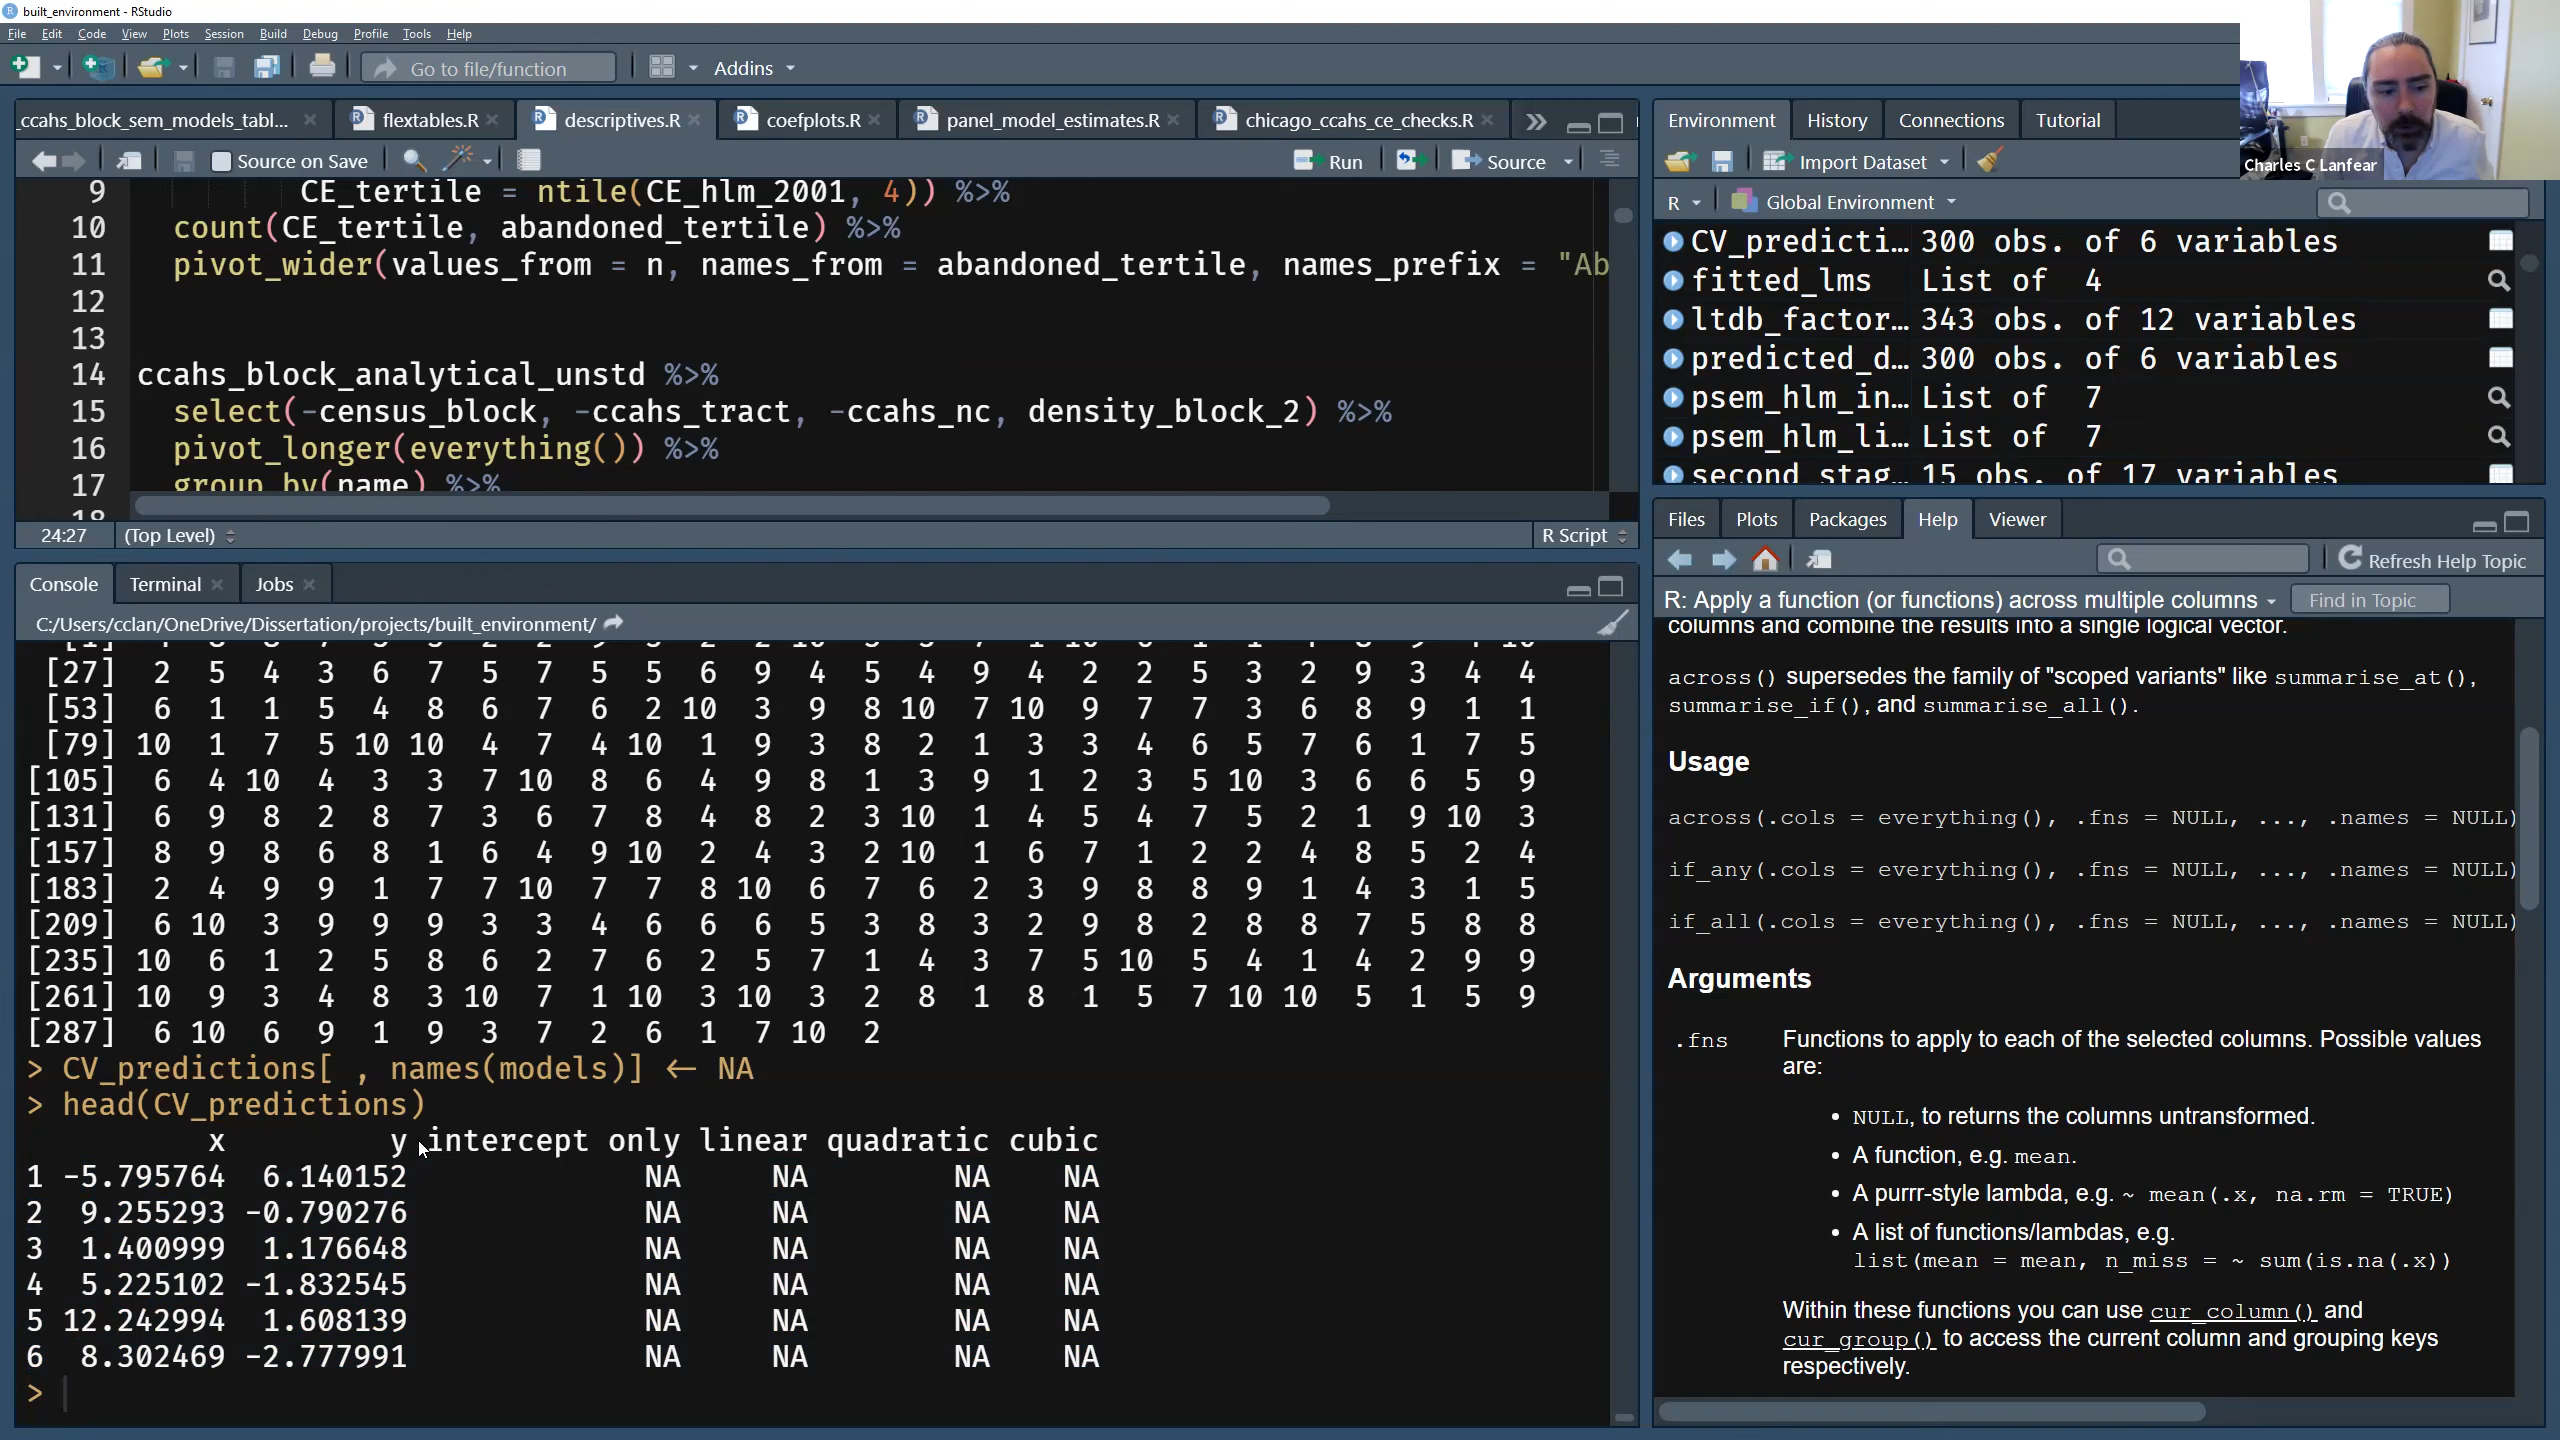 built_environment - RStudio
File Edit Code View Plots Session Build Debug Profile Tools Help
Go to file/function Addins
_ccahs_block_sem_models_tabl... flextables.R descriptives.R coefplots.R panel_model_estimates.R chicago_ccahs_ce_checks.R
Source on Save Run Source
9 CE_tertile = ntile(CE_hlm_2001, 4)) %>%
10 count(CE_tertile, abandoned_tertile) %>%
11 pivot_wider(values_from = n, names_from = abandoned_tertile, names_prefix = "Ab
12
13
14 ccahs_block_analytical_unstd %>%
15 select(-census_block, -ccahs_tract, -ccahs_nc, density_block_2) %>%
16 pivot_longer(everything()) %>%
17 group_by(name) %>%
18
24:27 (Top Level) R Script
Console Terminal Jobs
C:/Users/cclan/OneDrive/Dissertation/projects/built_environment/
[27] 2 5 4 3 6 7 5 7 5 5 6 9 4 5 4 9 4 2 2 5 3 2 9 3 4 4
[53] 6 1 1 5 4 8 6 7 6 2 10 3 9 8 10 7 10 9 7 7 3 6 8 9 1 1
[79] 10 1 7 5 10 10 4 7 4 10 1 9 3 8 2 1 3 3 4 6 5 7 6 1 7 5
[105] 6 4 10 4 3 3 7 10 8 6 4 9 8 1 3 9 1 2 3 5 10 3 6 6 5 9
[131] 6 9 8 2 8 7 3 6 7 8 4 8 2 3 10 1 4 5 4 7 5 2 1 9 10 3
[157] 8 9 8 6 8 1 6 4 9 10 2 4 3 2 10 1 6 7 1 2 2 4 8 5 2 4
[183] 2 4 9 9 1 7 7 10 7 7 8 10 6 7 6 2 3 9 8 8 9 1 4 3 1 5
[209] 6 10 3 9 9 9 3 3 4 6 6 6 5 3 8 3 2 9 8 2 8 8 7 5 8 8
[235] 10 6 1 2 5 8 6 2 7 6 2 5 7 1 4 3 7 5 10 5 4 1 4 2 9 9
[261] 10 9 3 4 8 3 10 7 1 10 3 10 3 2 8 1 8 1 5 7 10 10 5 1 5 9
[287] 6 10 6 9 1 9 3 7 2 6 1 7 10 2
> CV_predictions[ , names(models)] <- NA
> head(CV_predictions)
x y intercept only linear quadratic cubic
1 -5.795764 6.140152 NA NA NA NA
2 9.255293 -0.790276 NA NA NA NA
3 1.400999 1.176648 NA NA NA NA
4 5.225102 -1.832545 NA NA NA NA
5 12.242994 1.608139 NA NA NA NA
6 8.302469 -2.777991 NA NA NA NA
>
Environment History Connections Tutorial
Import Dataset
R Global Environment
CV_predicti... 300 obs. of 6 variables
fitted_lms List of 4
ltdb_factor... 343 obs. of 12 variables
predicted_d... 300 obs. of 6 variables
psem_hlm_in... List of 7
psem_hlm_li... List of 7
second_stag... 15 obs. of 17 variables
Files Plots Packages Help Viewer
Refresh Help Topic
R: Apply a function (or functions) across multiple columns Find in Topic
columns and combine the results into a single logical vector.
across() supersedes the family of "scoped variants" like summarise_at(),
summarise_if(), and summarise_all().
Usage
across(.cols = everything(), .fns = NULL, ..., .names = NULL)
if_any(.cols = everything(), .fns = NULL, ..., .names = NULL)
if_all(.cols = everything(), .fns = NULL, ..., .names = NULL)
Arguments
.fns Functions to apply to each of the selected columns. Possible values
are:
• NULL, to returns the columns untransformed.
• A function, e.g. mean.
• A purrr-style lambda, e.g. ~ mean(.x, na.rm = TRUE)
• A list of functions/lambdas, e.g.
list(mean = mean, n_miss = ~ sum(is.na(.x))
Within these functions you can use cur_column() and
cur_group() to access the current column and grouping keys
respectively.
Charles C Lanfear